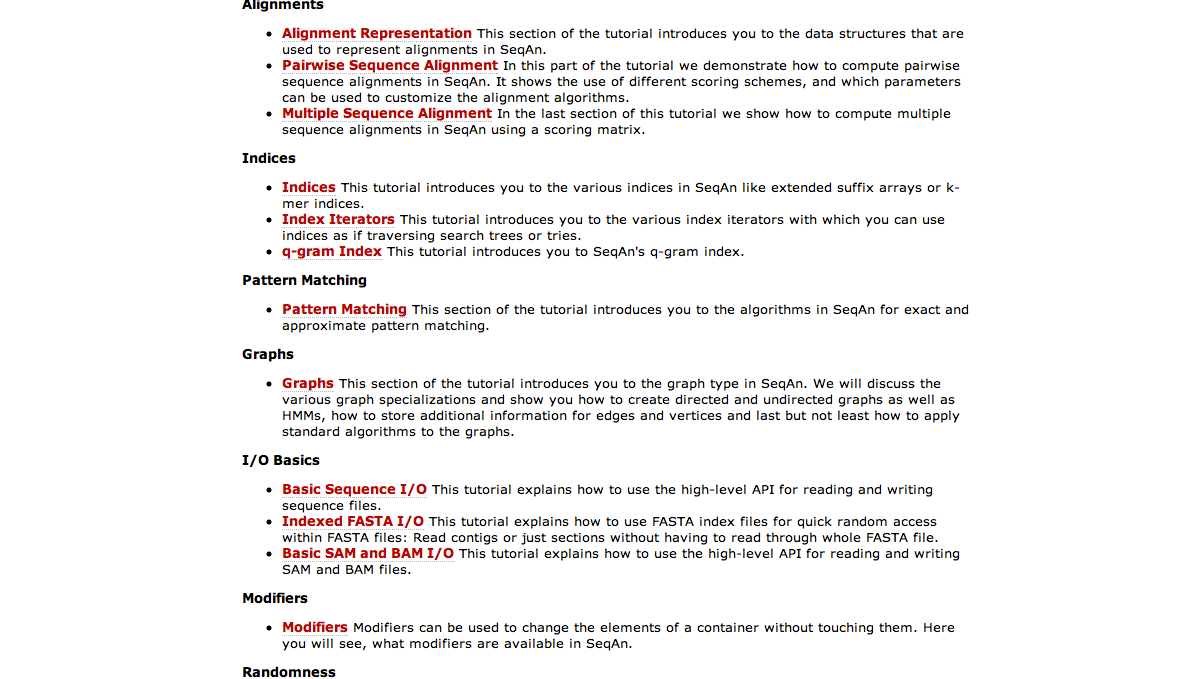 Alignments
• Alignment Representation This section of the tutorial introduces you to the data structures that are
used to represent alignments in SeqAn.
• Pairwise Sequence Alignment In this part of the tutorial we demonstrate how to compute pairwise
sequence alignments in SeqAn. It shows the use of different scoring schemes, and which parameters
can be used to customize the alignment algorithms.
• Multiple Sequence Alignment In the last section of this tutorial we show how to compute multiple
sequence alignments in SeqAn using a scoring matrix.
Indices
• Indices This tutorial introduces you to the various indices in SeqAn like extended suffix arrays or k-
mer indices.
• Index Iterators This tutorial introduces you to the various index iterators with which you can use
indices as if traversing search trees or tries.
• q-gram Index This tutorial introduces you to SeqAn's q-gram index.
Pattern Matching
• Pattern Matching This section of the tutorial introduces you to the algorithms in SeqAn for exact and
approximate pattern matching.
Graphs
• Graphs This section of the tutorial introduces you to the graph type in SeqAn. We will discuss the
various graph specializations and show you how to create directed and undirected graphs as well as
HMMs, how to store additional information for edges and vertices and last but not least how to apply
standard algorithms to the graphs.
I/O Basics
• Basic Sequence I/O This tutorial explains how to use the high-level API for reading and writing
sequence files.
• Indexed FASTA I/O This tutorial explains how to use FASTA index files for quick random access
within FASTA files: Read contigs or just sections without having to read through whole FASTA file.
• Basic SAM and BAM I/O This tutorial explains how to use the high-level API for reading and writing
SAM and BAM files.
Modifiers
• Modifiers Modifiers can be used to change the elements of a container without touching them. Here
you will see, what modifiers are available in SeqAn.
Randomness